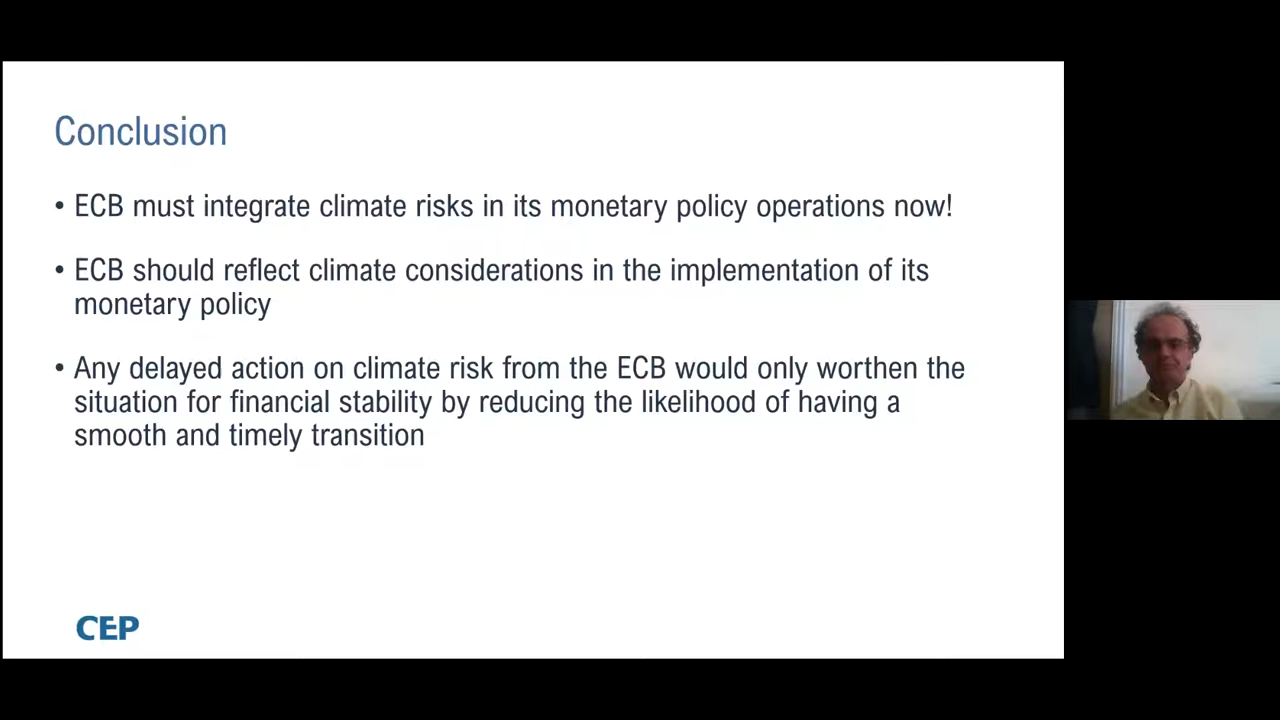 Conclusion
• ECB must integrate climate risks in its monetary policy operations now!
• ECB should reflect climate considerations in the implementation of its
monetary policy
• Any delayed action on climate risk from the ECB would only worthen the
situation for financial stability by reducing the likelihood of having a
smooth and timely transition
CEP